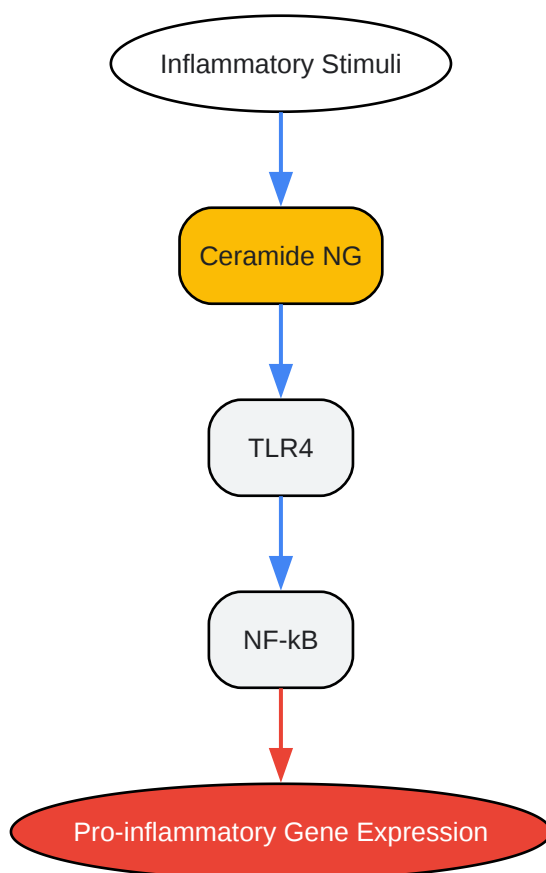 Inflammatory Stimuli
Ceramide NG
TLR4
NF-kB
Pro-inflammatory Gene Expression